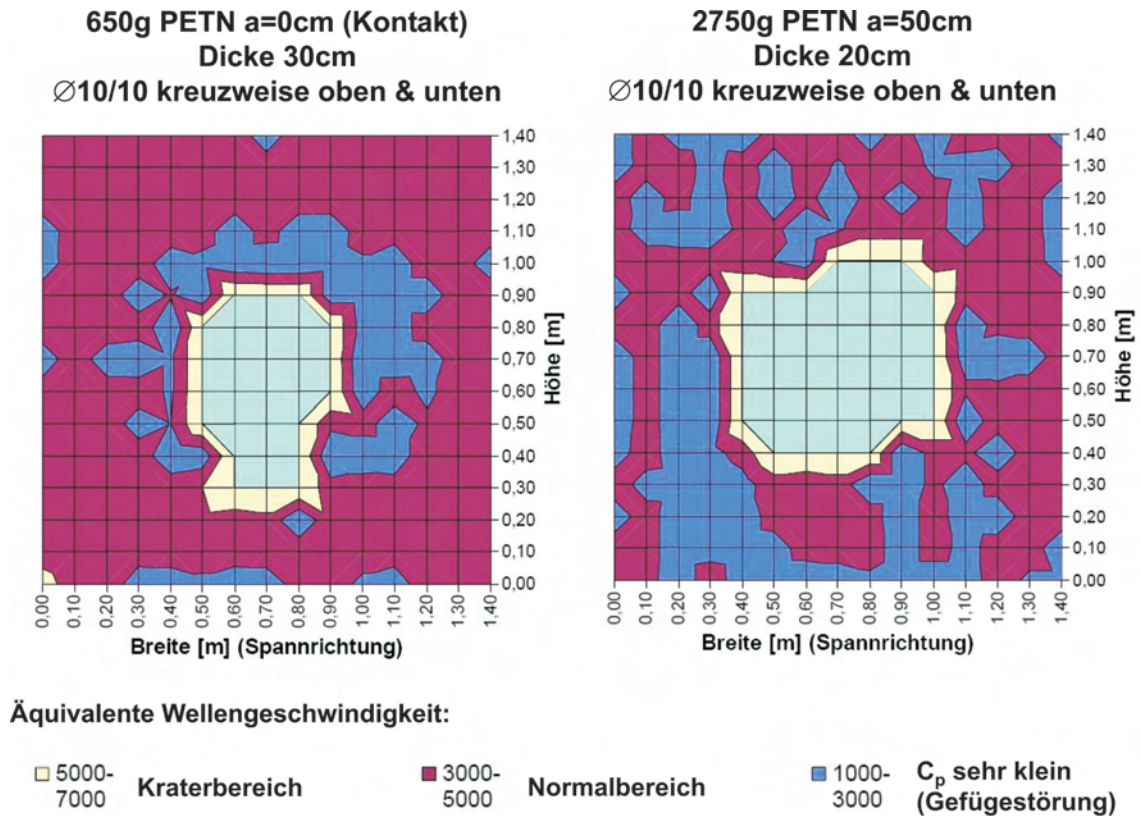 650g PETN a=0cm (Kontakt)
Dicke 30cm
∅10/10 kreuzweise oben & unten
1,40
1,30
1,20
1,10
1,00
0,90
0,80
0,70
0,60
0,50
0,40
0,30
0,20
0,10
0,00
Höhe [m]
0,00 0,10 0,20 0,30 0,40 0,50 0,60 0,70 0,80 0,90 1,00 1,10 1,20 1,30 1,40
Breite [m] (Spannrichtung)
2750g PETN a=50cm
Dicke 20cm
∅10/10 kreuzweise oben & unten
1,40
1,30
1,20
1,10
1,00
0,90
0,80
0,70
0,60
0,50
0,40
0,30
0,20
0,10
0,00
Höhe [m]
0,00 0,10 0,20 0,30 0,40 0,50 0,60 0,70 0,80 0,90 1,00 1,10 1,20 1,30 1,40
Breite [m] (Spannrichtung)
Äquivalente Wellengeschwindigkeit:
5000-
7000
Kraterbereich
3000-
5000
Normalbereich
1000-
3000
Cp sehr klein
(Gefügestörung)